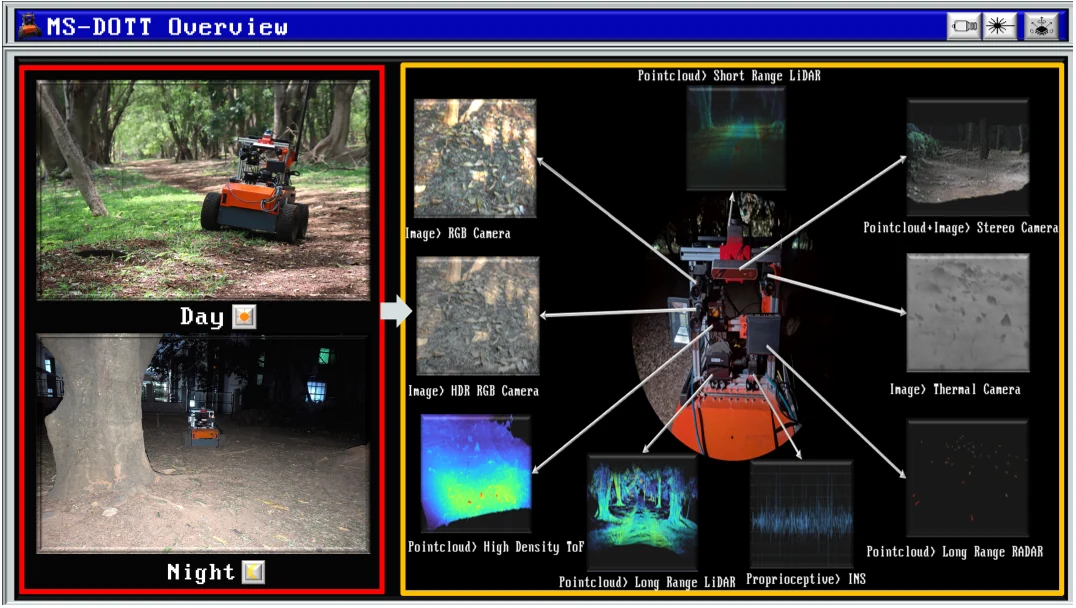 MS-DOTT Overview
Pointcloud> Short Range LiDAR
Image> RGB Camera
Pointcloud+Image> Stereo Camera
Day
Image> HDR RGB Camera
Image> Thermal Camera
Pointcloud> High Density ToF
Pointcloud> Long Range LiDAR
Proprioceptive> INS
Pointcloud> Long Range RADAR
Night